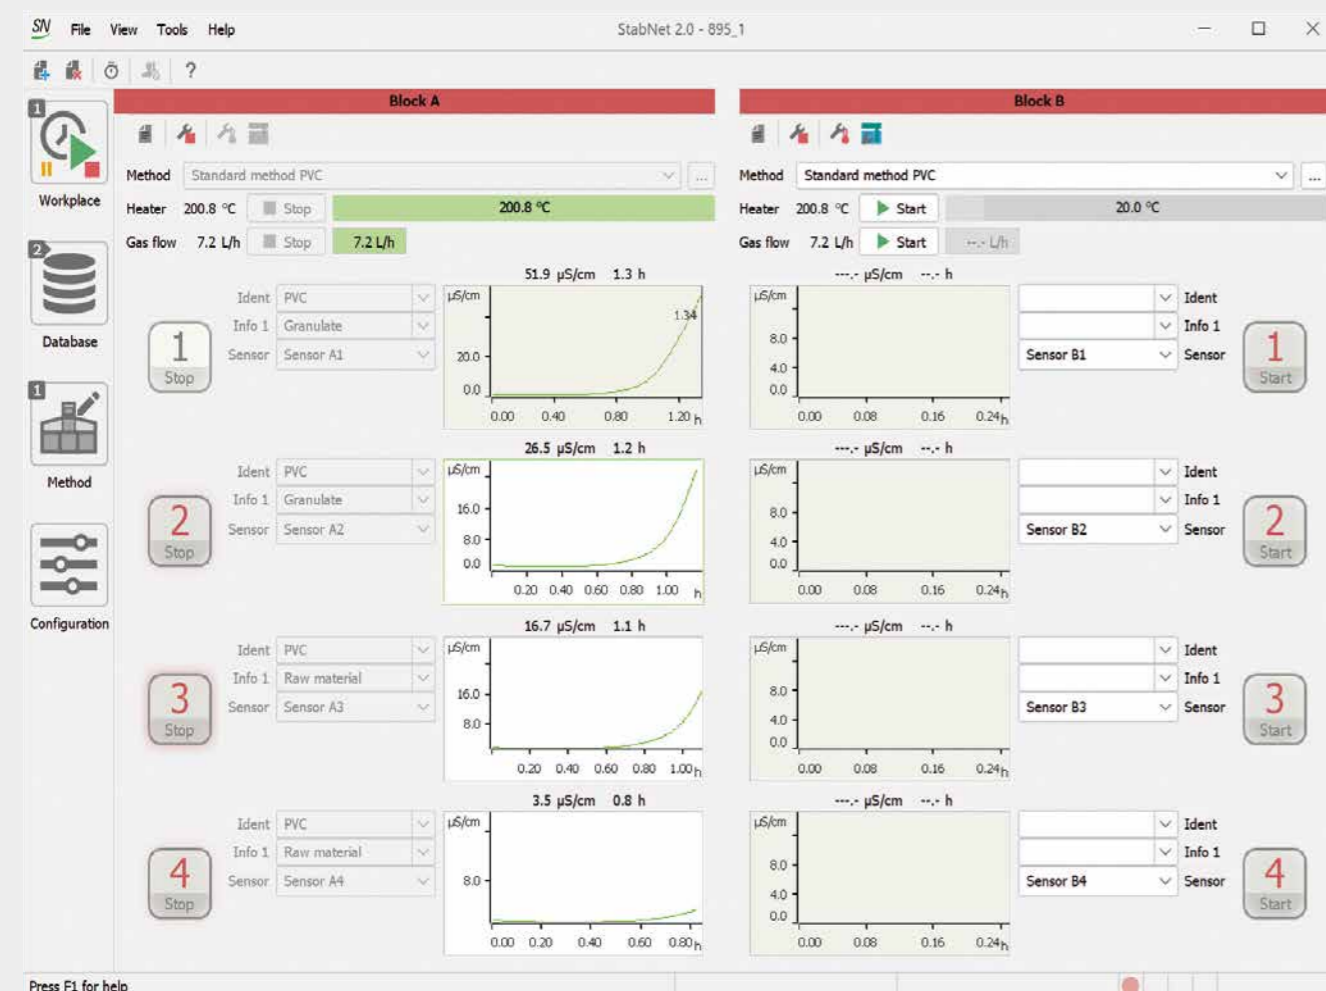 SN File View Tools Help StabNet 2.0 - 895_1
?
1
Workplace
2
Database
1
Method
Configuration
Block A
Method Standard method PVC ...
Heater 200.8 °C Stop 200.8 °C
Gas flow 7.2 L/h Stop 7.2 L/h
51.9 µS/cm 1.3 h
1
Stop
Ident PVC
Info 1 Granulate
Sensor Sensor A1
µS/cm
1.34
20.0
0.0
0.00 0.40 0.80 1.20 h
26.5 µS/cm 1.2 h
2
Stop
Ident PVC
Info 1 Granulate
Sensor Sensor A2
µS/cm
16.0
8.0
0.0
0.20 0.40 0.60 0.80 1.00 h
16.7 µS/cm 1.1 h
3
Stop
Ident PVC
Info 1 Raw material
Sensor Sensor A3
µS/cm
16.0
8.0
0.20 0.40 0.60 0.80 1.00 h
3.5 µS/cm 0.8 h
4
Stop
Ident PVC
Info 1 Raw material
Sensor Sensor A4
µS/cm
8.0
0.00 0.20 0.40 0.60 0.80 h
Block B
Method Standard method PVC ...
Heater 200.8 °C Start 20.0 °C
Gas flow 7.2 L/h Start --.- L/h
---.- µS/cm --.- h
µS/cm
8.0
4.0
0.0
0.00 0.08 0.16 0.24 h
Ident
Info 1
Sensor B1 Sensor
1
Start
---.- µS/cm --.- h
µS/cm
8.0
4.0
0.0
0.00 0.08 0.16 0.24 h
Ident
Info 1
Sensor B2 Sensor
2
Start
---.- µS/cm --.- h
µS/cm
8.0
4.0
0.0
0.00 0.08 0.16 0.24 h
Ident
Info 1
Sensor B3 Sensor
3
Start
---.- µS/cm --.- h
µS/cm
8.0
4.0
0.0
0.00 0.08 0.16 0.24 h
Ident
Info 1
Sensor B4 Sensor
4
Start
Press F1 for help